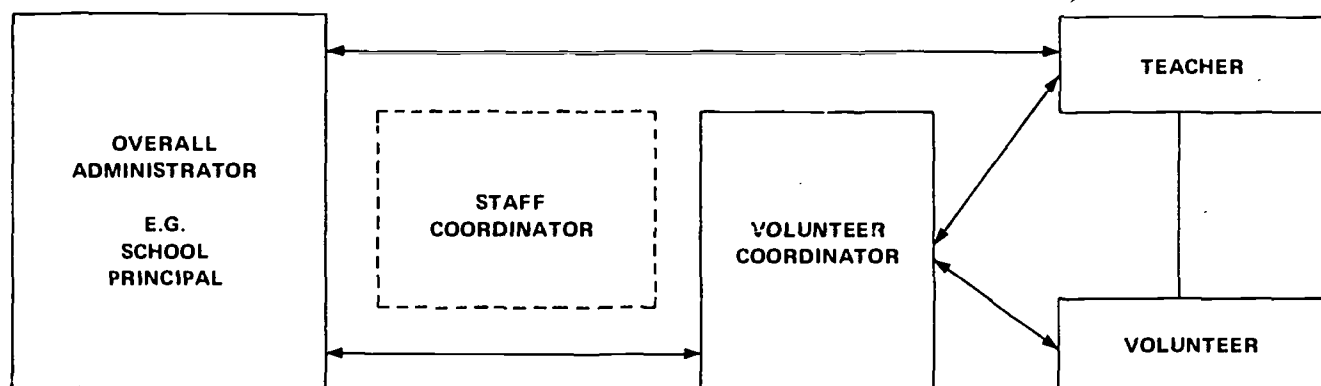 OVERALL
ADMINISTRATOR
E.G.
SCHOOL
PRINCIPAL
STAFF
COORDINATOR
VOLUNTEER
COORDINATOR
TEACHER
VOLUNTEER